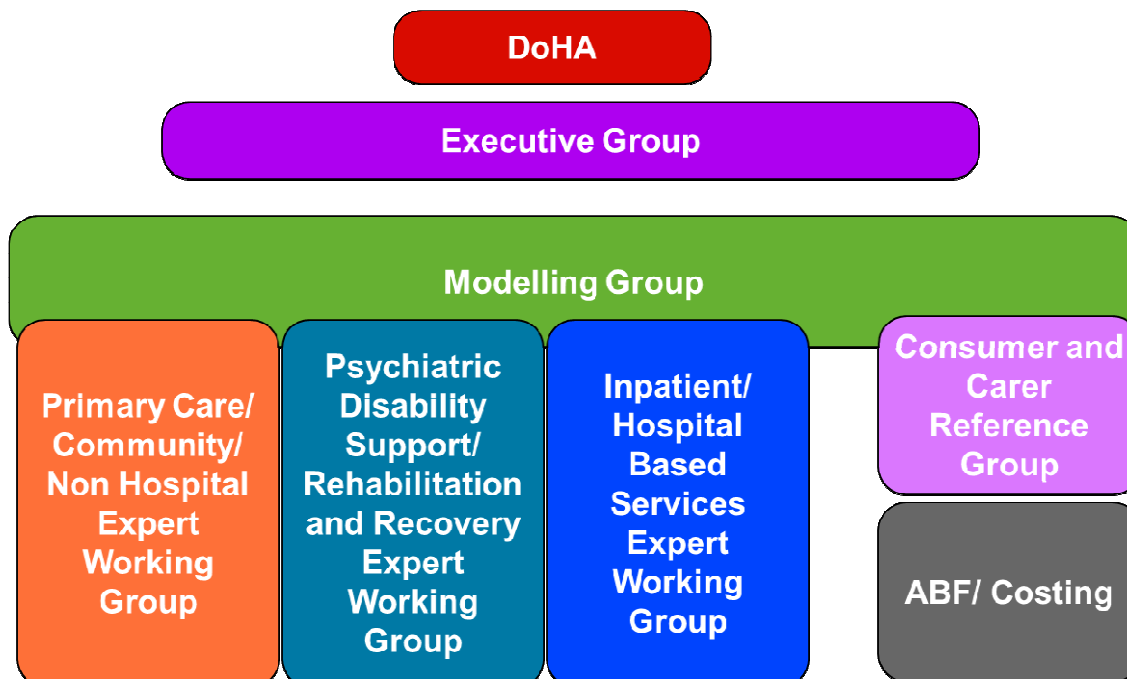 DoHA
Executive Group
Modelling Group
Primary Care/
Community/
Non Hospital
Expert
Working
Group
Psychiatric
Disability
Support/
Rehabilitation
and Recovery
Expert
Working
Group
Inpatient/
Hospital
Based
Services
Expert
Working
Group
Consumer and
Carer
Reference
Group
ABF/ Costing